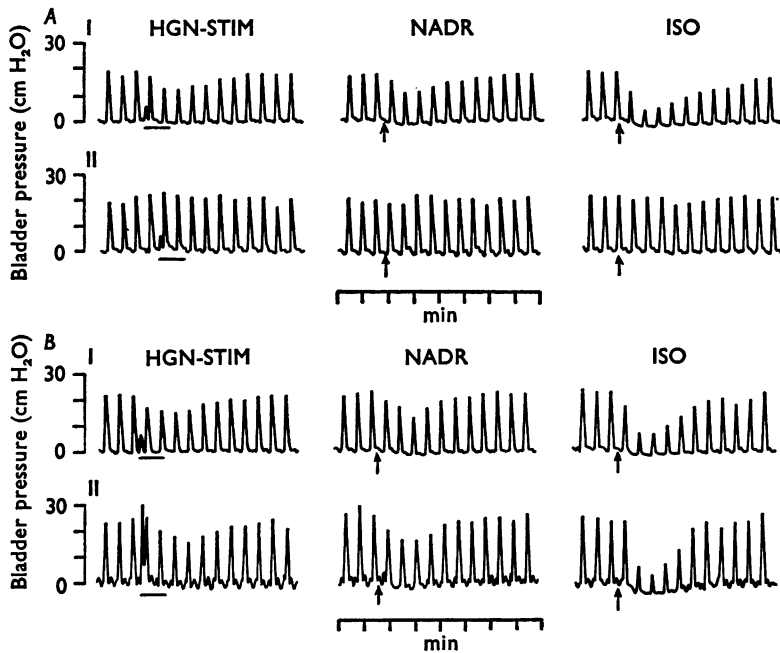 A
I HGN-STIM NADR ISO
30
0
II
30
0
Bladder pressure (cm H₂O)
min
B
I HGN-STIM NADR ISO
30
0
II
30
0
Bladder pressure (cm H₂O)
min